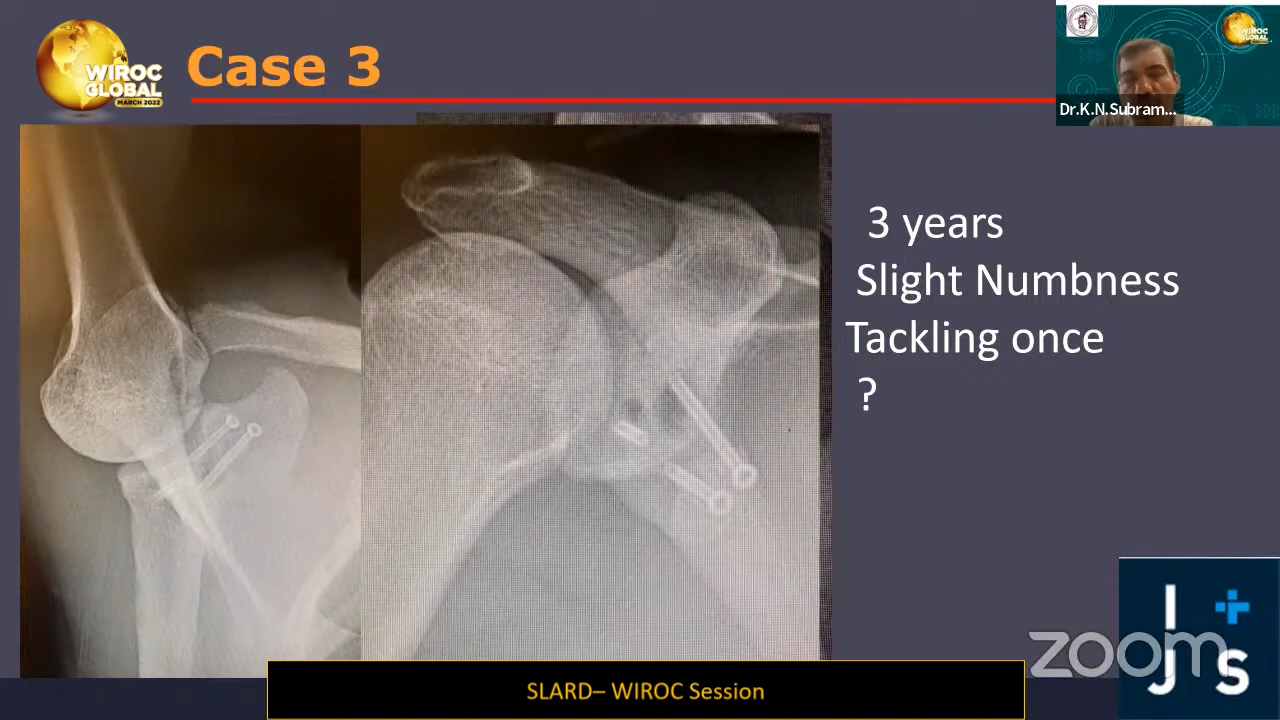 WIROC
GLOBAL
MARCH 2022
Case 3
WIROC
GLOBAL
Dr.K.N.Subram...
3 years
Slight Numbness
Tackling once
?
I
JS
zoom
SLARD– WIROC Session